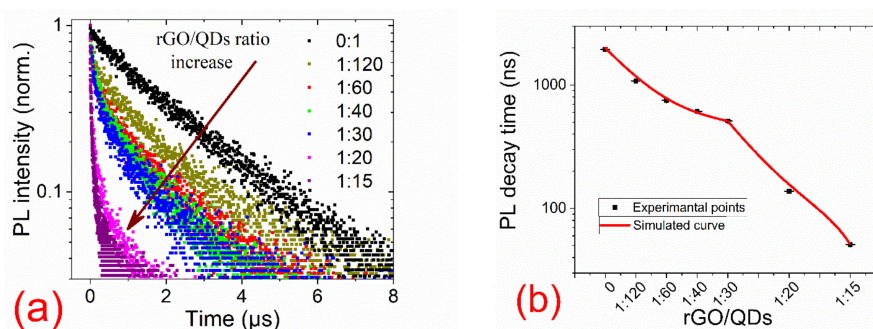 PL intensity (norm.)
1
0.1
rGO/QDs ratio
increase
0:1
1:120
1:60
1:40
1:30
1:20
1:15
0
2
4
6
8
Time (µs)
(a)
PL decay time (ns)
1000
100
Experimantal points
Simulated curve
0
1:120
1:60
1:40
1:30
1:20
1:15
rGO/QDs
(b)